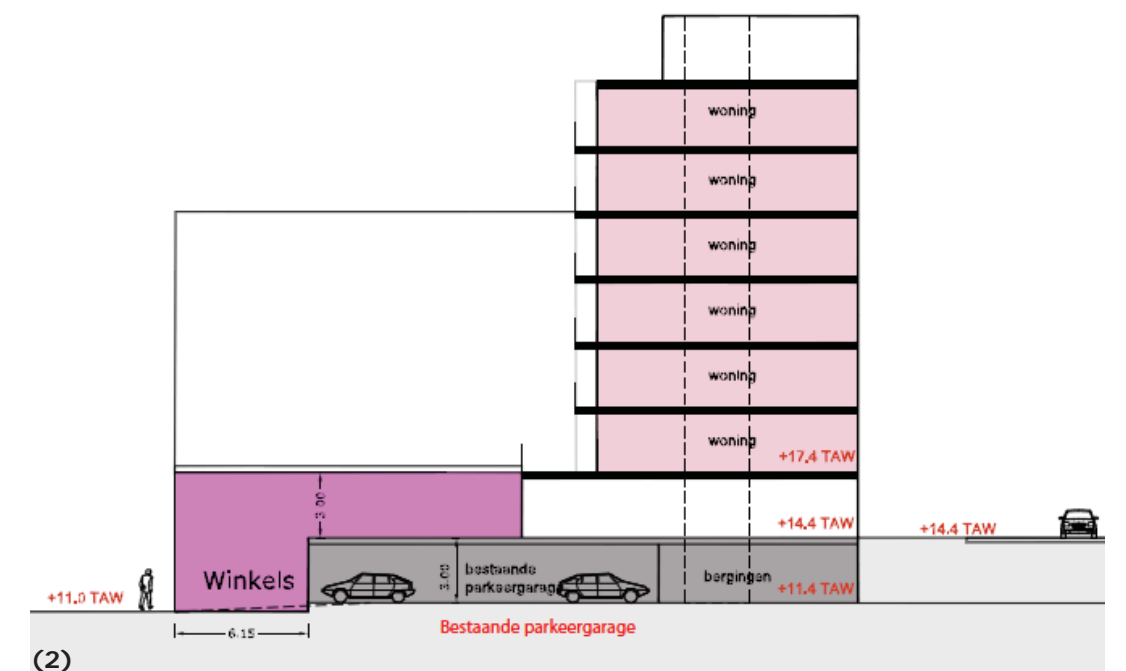 woning
woning
woning
woning
woning
woning
+17.4 TAW
3.00
+14.4 TAW
+14.4 TAW
Winkels
3.00
bestaande
parkeergarage
bergingen
+11.4 TAW
+11.0 TAW
6.15
Bestaande parkeergarage
(2)